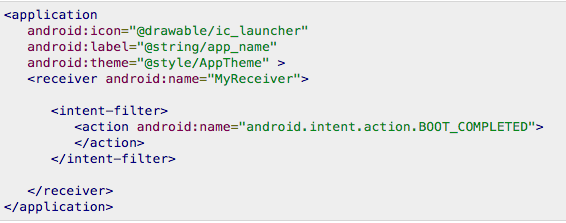 <application
android:icon="@drawable/ic_launcher"
android:label="@string/app_name"
android:theme="@style/AppTheme" >
<receiver android:name="MyReceiver">
<intent-filter>
<action android:name="android.intent.action.BOOT_COMPLETED">
</action>
</intent-filter>
</receiver>
</application>